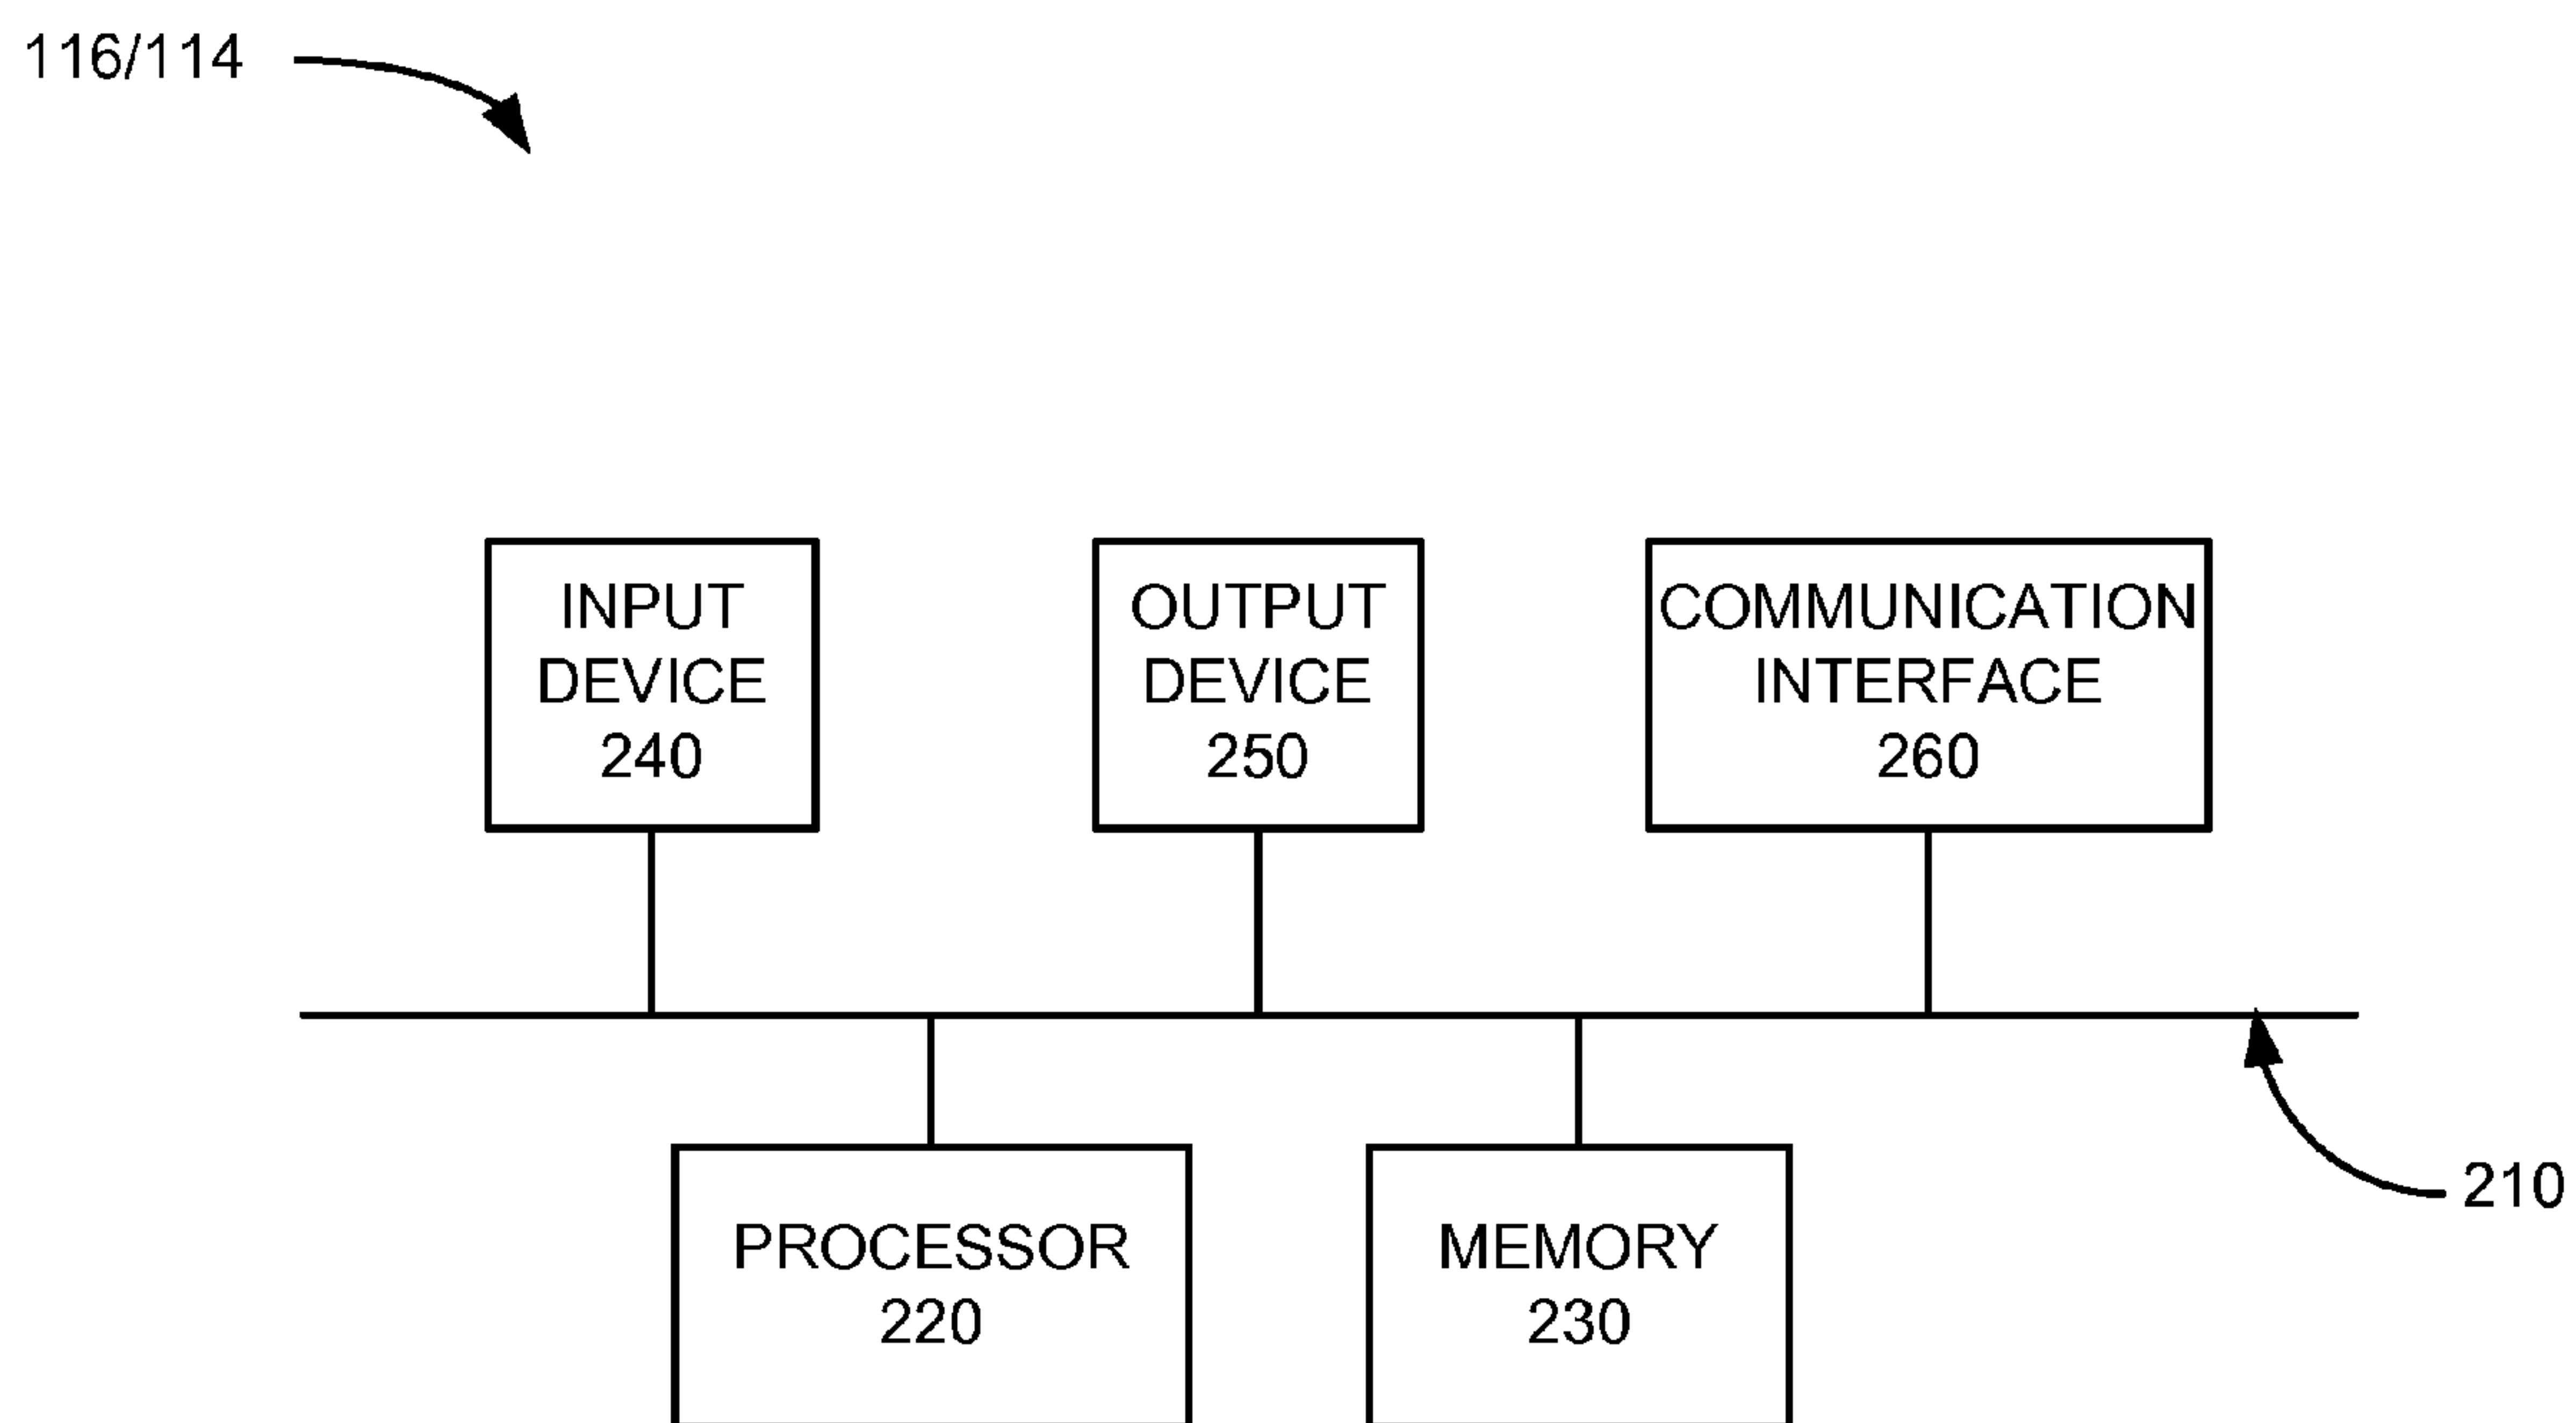 116/114
INPUT
DEVICE
240
OUTPUT
DEVICE
250
COMMUNICATION
INTERFACE
260
210
PROCESSOR
220
MEMORY
230